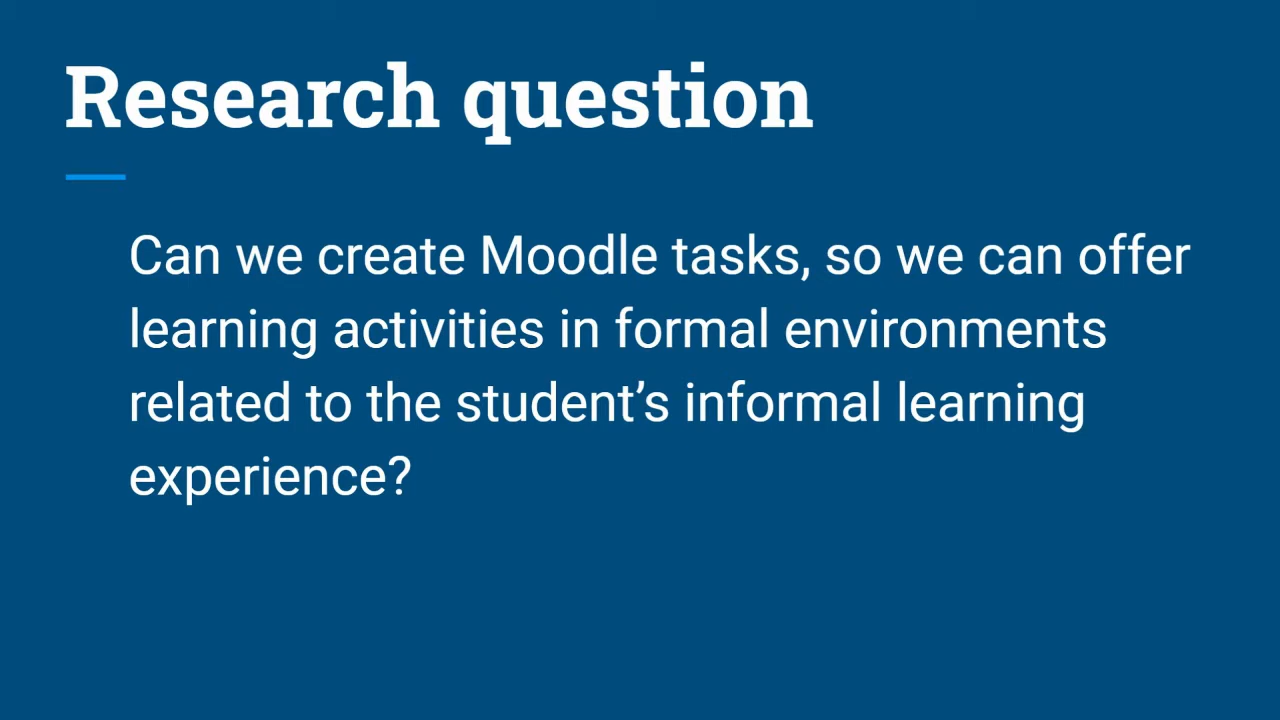 Research question
Can we create Moodle tasks, so we can offer
learning activities in formal environments
related to the student’s informal learning
experience?